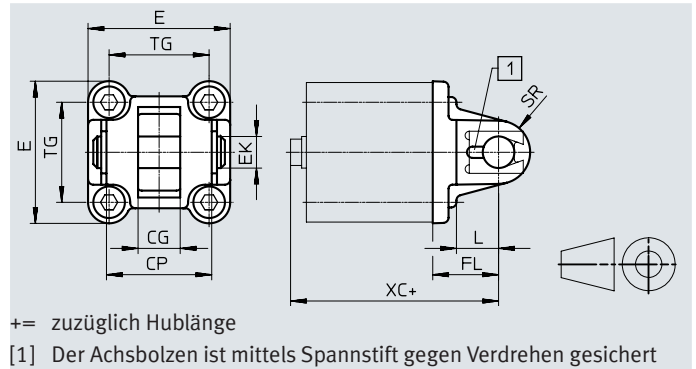 E
TG
1
SR
E
TG
EK
CG
CP
L
FL
XC+
+= zuzüglich Hublänge
[1] Der Achsbolzen ist mittels Spannstift gegen Verdrehen gesichert